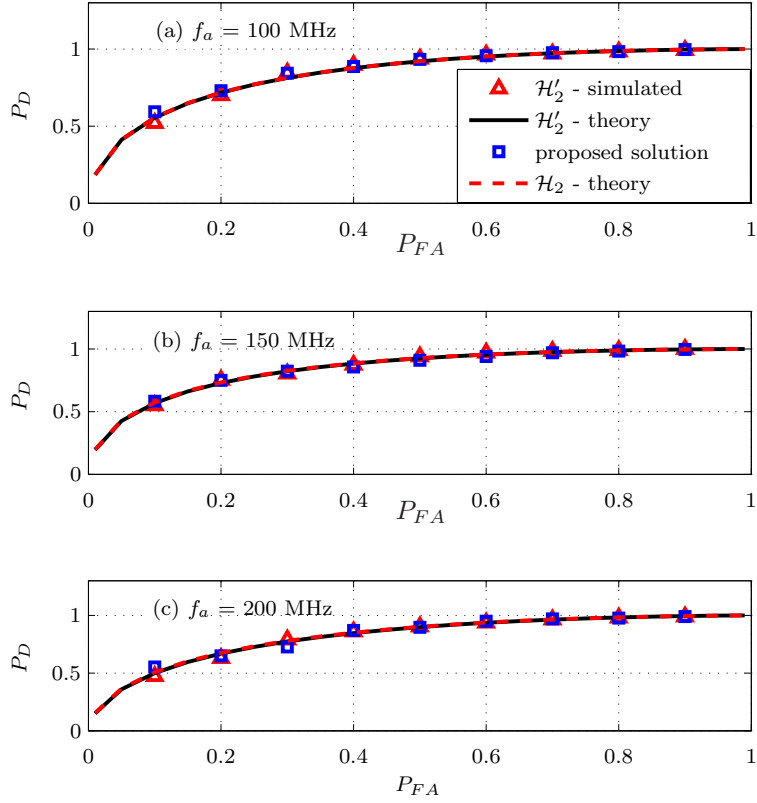 (a) $f_a$ = 100 MHz
1
0.5
0
$P_D$
$\mathcal{H}_2'$ - simulated
$\mathcal{H}_2'$ - theory
proposed solution
$\mathcal{H}_2$ - theory
0 0.2 0.4 0.6 0.8 1
$P_{FA}$
(b) $f_a$ = 150 MHz
1
0.5
0
$P_D$
0 0.2 0.4 0.6 0.8 1
$P_{FA}$
(c) $f_a$ = 200 MHz
1
0.5
0
$P_D$
0 0.2 0.4 0.6 0.8 1
$P_{FA}$